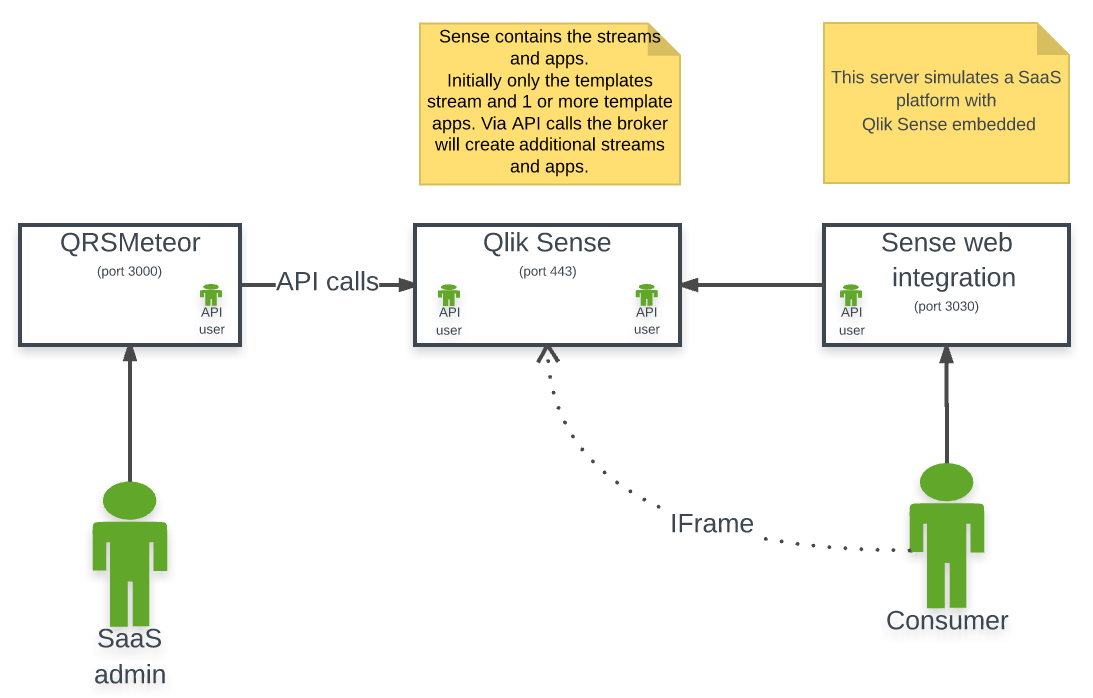 Sense contains the streams
and apps.
Initially only the templates
stream and 1 or more template
apps. Via API calls the broker
will create additional streams
and apps.
This server simulates a SaaS
platform with
Qlik Sense embedded
QRSMeteor
(port 3000)
API
user
API calls
Qlik Sense
(port 443)
API
user
API
user
Sense web
integration
(port 3030)
API
user
IFrame
SaaS
admin
Consumer